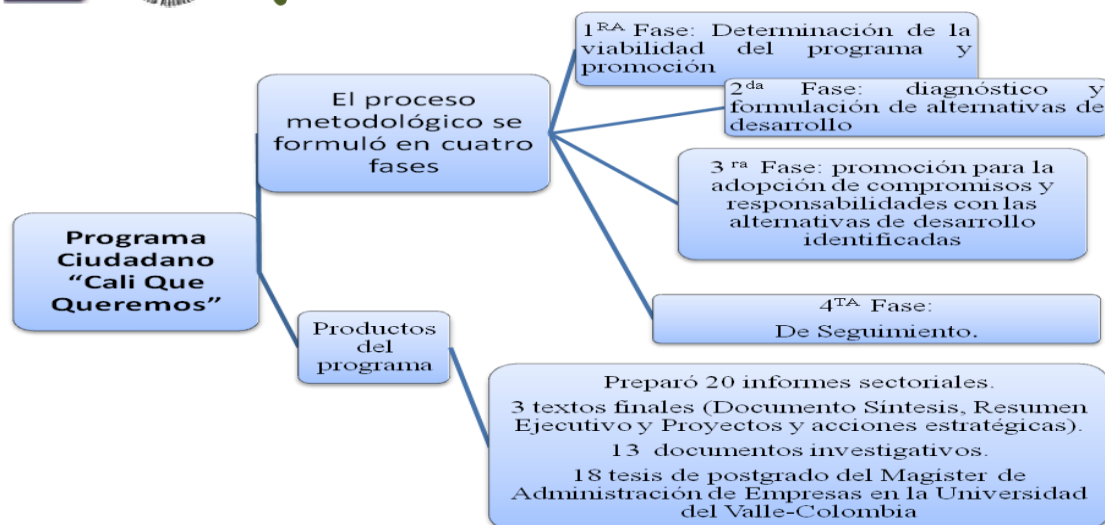 Programa
Ciudadano
“Cali Que
Queremos”
El proceso
metodológico se
formuló en cuatro
fases
1RA Fase: Determinación de la
viabilidad del programa y
promoción
2da Fase: diagnóstico y
formulación de alternativas de
desarrollo
3 ra Fase: promoción para la
adopción de compromisos y
responsabilidades con las
alternativas de desarrollo
identificadas
4TA Fase:
De Seguimiento.
Productos
del
programa
Preparó 20 informes sectoriales.
3 textos finales (Documento Síntesis, Resumen
Ejecutivo y Proyectos y acciones estratégicas).
13 documentos investigativos.
18 tesis de postgrado del Magíster de
Administración de Empresas en la Universidad
del Valle-Colombia